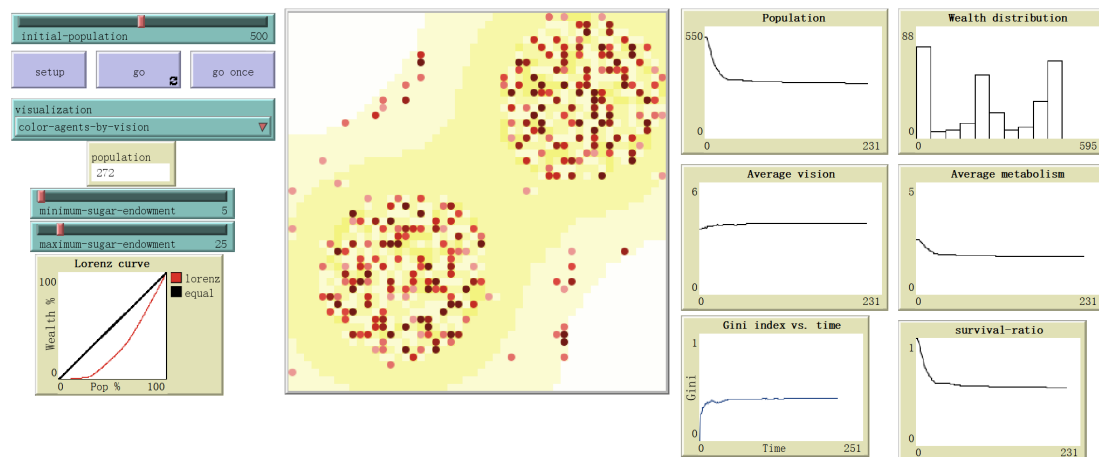 initial-population 500
setup
go
go once
visualization
color-agents-by-vision
population
272
minimum-sugar-endowment 5
maximum-sugar-endowment 25
Lorenz curve
100
Wealth %
0
0 Pop % 100
lorenz
equal
Population
550
0
0 231
Wealth distribution
88
0
0 595
Average vision
6
0
0 231
Average metabolism
5
0
0 231
Gini index vs. time
1
Gini
0
0 Time 251
survival-ratio
1
0
0 231